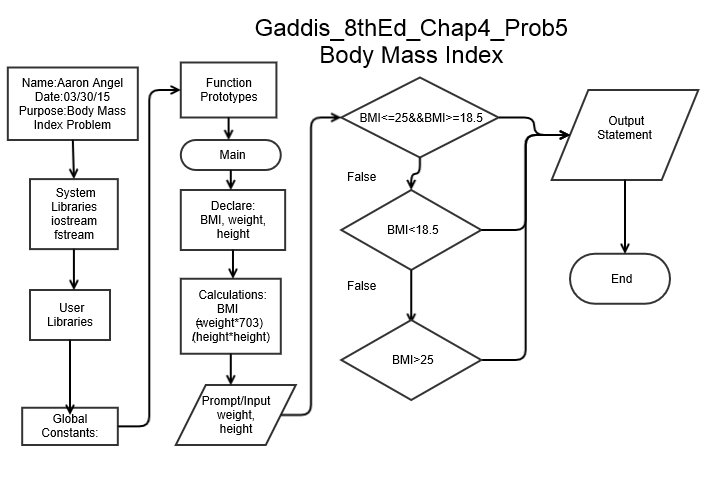 Gaddis_8thEd_Chap4_Prob5
Body Mass Index
Name:Aaron Angel
Date:03/30/15
Purpose:Body Mass
Index Problem
System
Libraries
iostream
fstream
User
Libraries
Global
Constants:
Function
Prototypes
Main
Declare:
BMI, weight,
height
Calculations:
BMI
(weight*703)
/(height*height)
Prompt/Input
weight,
height
BMI<=25&&BMI>=18.5
False
BMI<18.5
False
BMI>25
Output
Statement
End